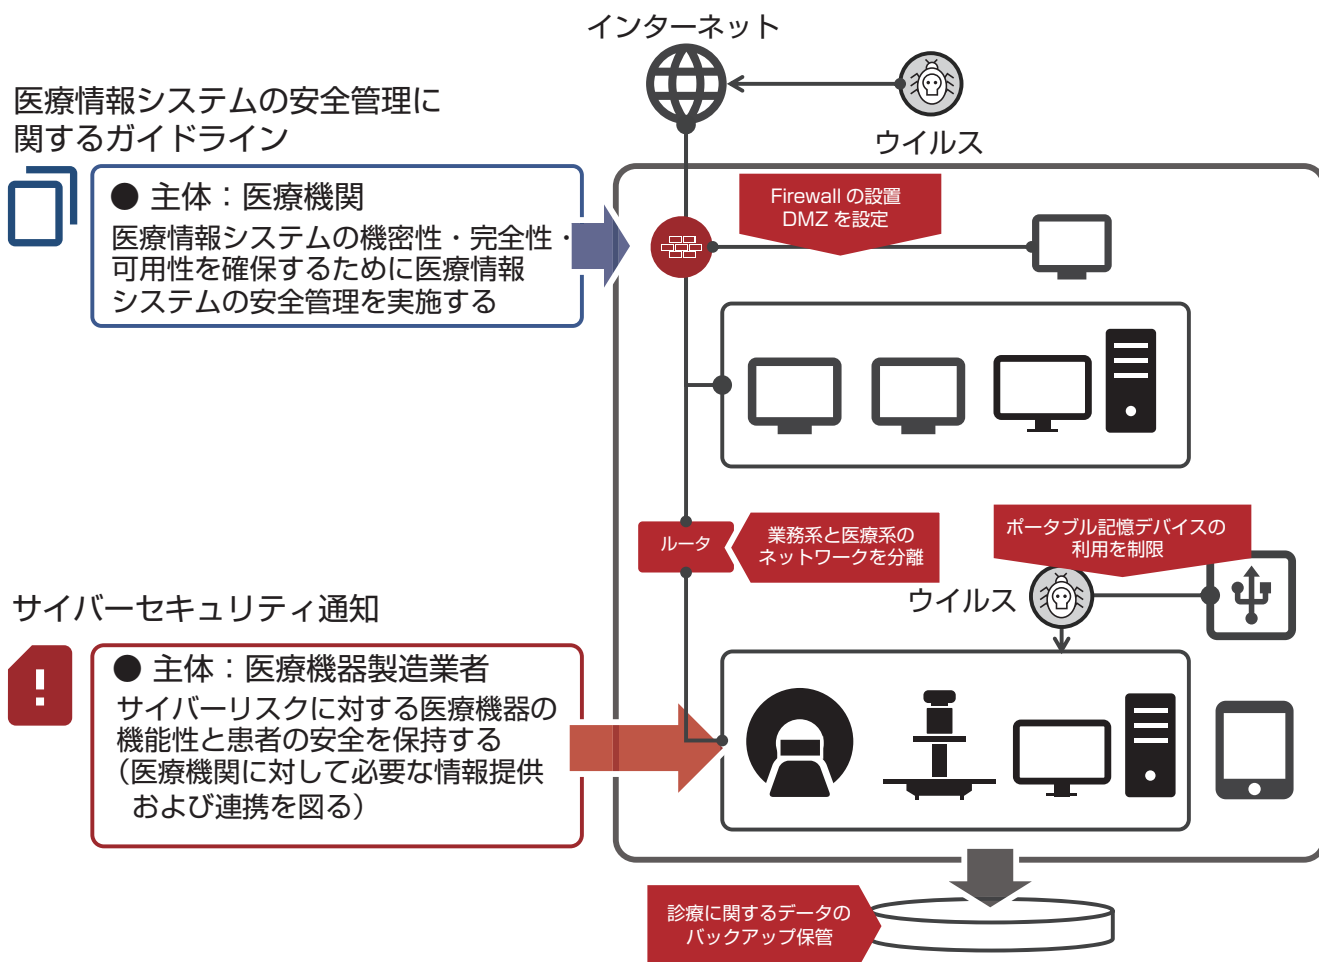 インターネット
ウイルス
医療情報システムの安全管理に
関するガイドライン
● 主体：医療機関
医療情報システムの機密性・完全性・
可用性を確保するために医療情報
システムの安全管理を実施する
Firewall の設置
DMZ を設定
ルータ
業務系と医療系の
ネットワークを分離
ポータブル記憶デバイスの
利用を制限
ウイルス
サイバーセキュリティ通知
● 主体：医療機器製造業者
サイバーリスクに対する医療機器の
機能性と患者の安全を保持する
（医療機関に対して必要な情報提供
および連携を図る）
診療に関するデータの
バックアップ保管